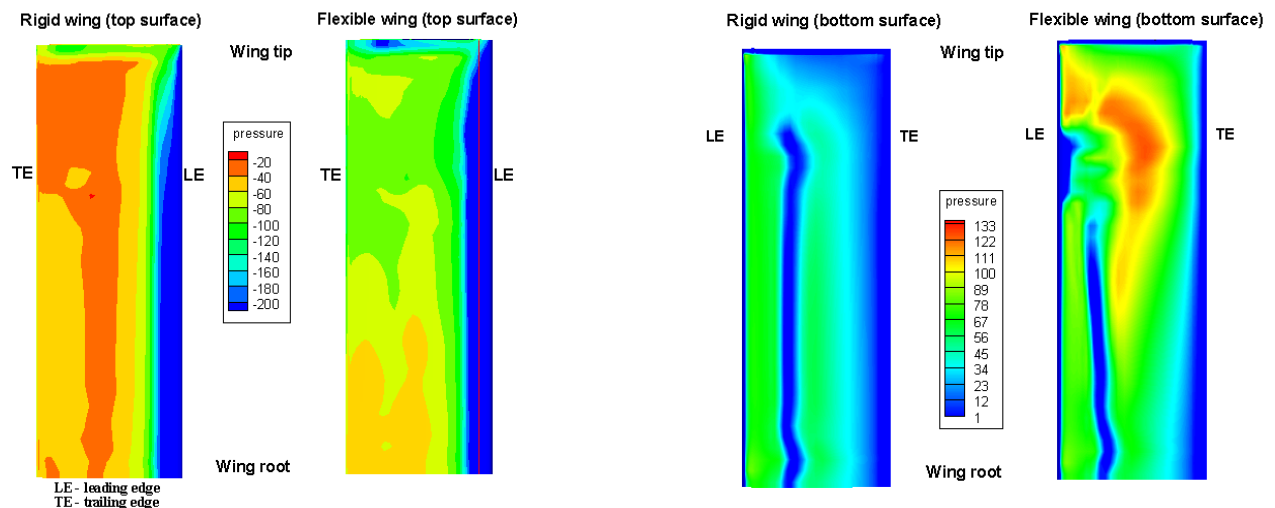 Rigid wing (top surface)
Flexible wing (top surface)
Rigid wing (bottom surface)
Flexible wing (bottom surface)
Wing tip
Wing tip
pressure
-20
-40
-60
-80
-100
-120
-140
-160
-180
-200
TE
LE
TE
LE
LE
TE
LE
TE
pressure
133
122
111
100
89
78
67
56
45
34
23
12
1
Wing root
Wing root
LE - leading edge
TE - trailing edge